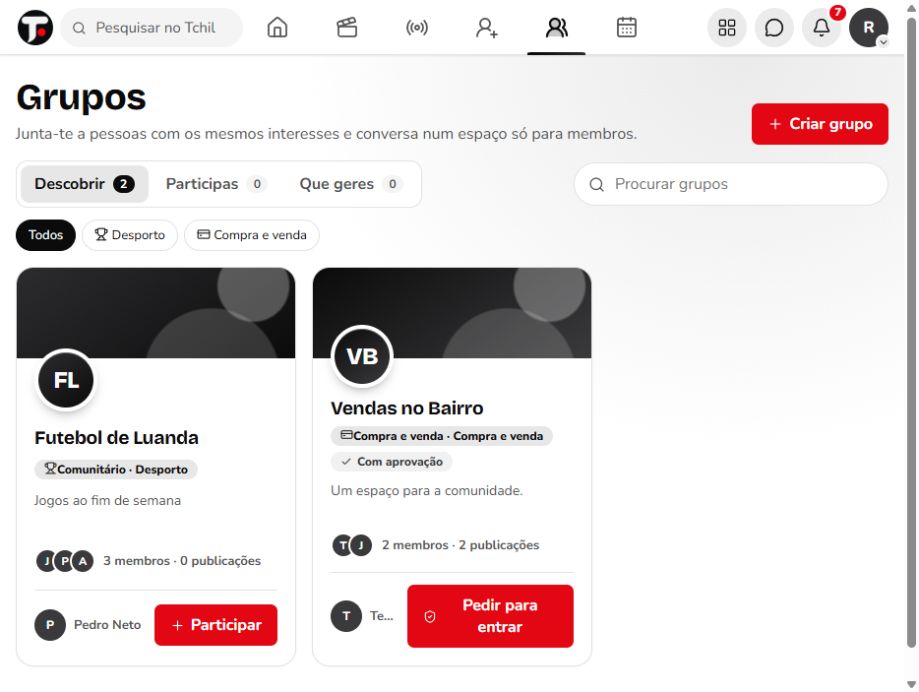 T
Pesquisar no Tchil
7
R
Grupos
Junta-te a pessoas com os mesmos interesses e conversa num espaço só para membros.
+ Criar grupo
Descobrir 2
Participas 0
Que geres 0
Procurar grupos
Todos
Desporto
Compra e venda
FL
Futebol de Luanda
Comunitário · Desporto
Jogos ao fim de semana
J P A 3 membros · 0 publicações
P Pedro Neto
+ Participar
VB
Vendas no Bairro
Compra e venda · Compra e venda
Com aprovação
Um espaço para a comunidade.
T J 2 membros · 2 publicações
T Te...
Pedir para
entrar